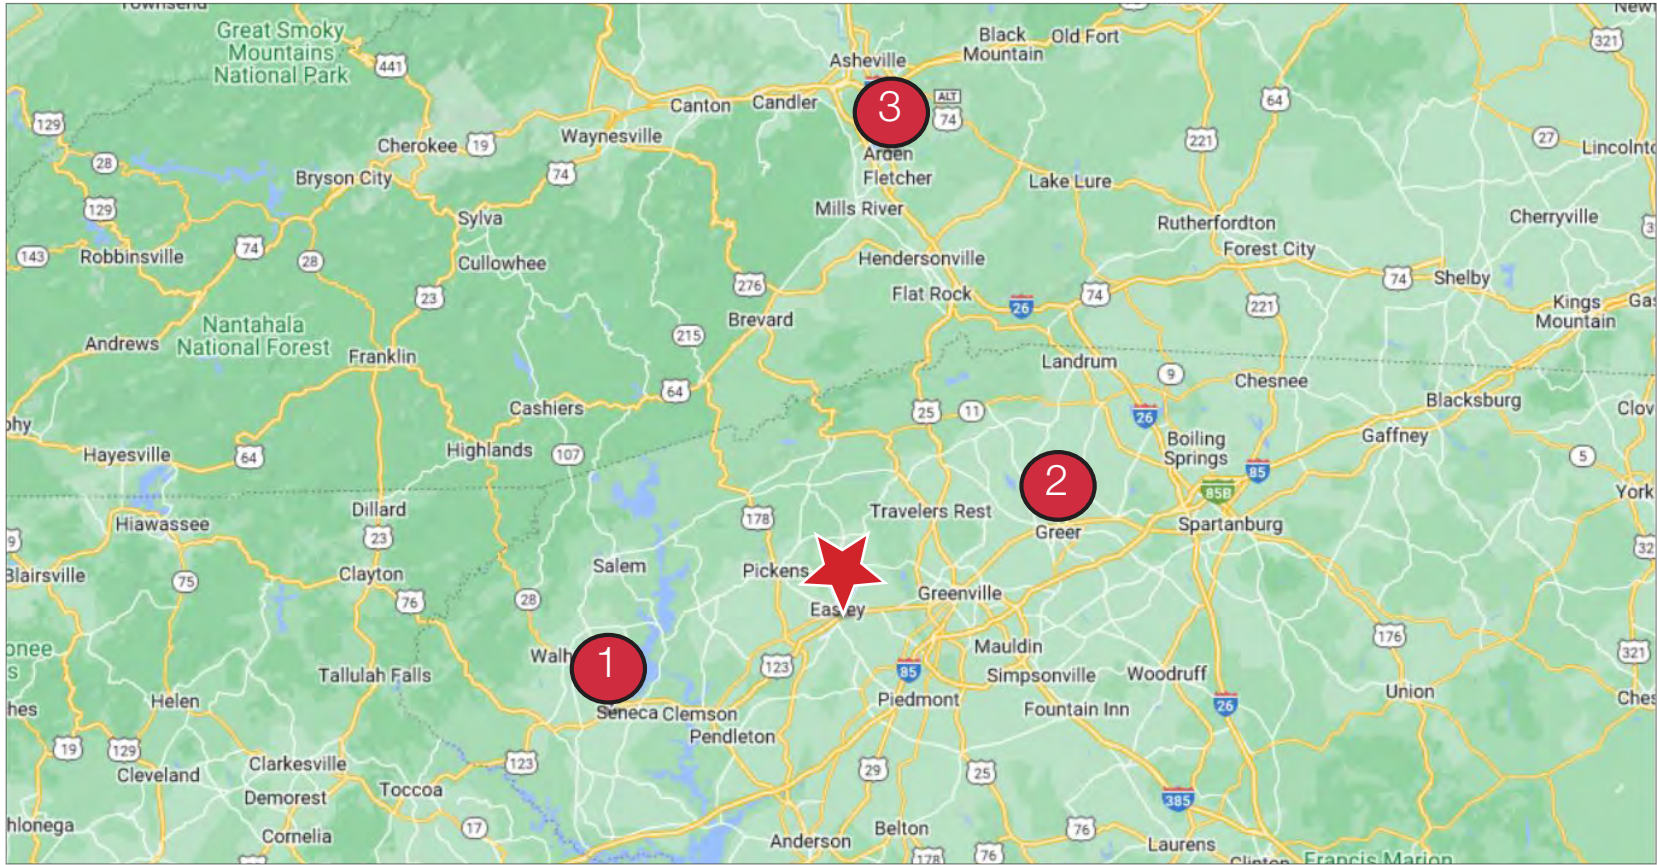 Townsend
Great Smoky
Mountains
National Park
441
Black
Mountain
Old Fort
321
Asheville
ALT
74
3
64
Canton
Candler
129
Waynesville
Cherokee
19
221
27
28
Arden
Fletcher
74
Bryson City
Lake Lure
129
Mills River
Sylva
Rutherfordton
Cherryville
74
143
Robbinsville
28
Cullowhee
Hendersonville
Forest City
74
Shelby
276
23
Flat Rock
26
74
221
Kings
Mountain
Brevard
Nantahala
National Forest
215
Andrews
Franklin
Landrum
9
Chesnee
64
Cashiers
25
11
26
Blacksburg
Gaffney
Boiling
Springs
Hayesville
64
Highlands
107
85
5
2
85B
York
Dillard
178
Travelers Rest
Spartanburg
Hiawassee
23
Greer
Salem
Pickens
Blairsville
75
Clayton
76
28
Greenville
Easley
176
Mauldin
321
1
123
85
Simpsonville
Woodruff
Tallulah Falls
Helen
Piedmont
Fountain Inn
26
Union
Seneca
Clemson
Pendleton
19
129
Clarkesville
123
29
25
Cleveland
Demorest
Toccoa
385
17
Cornelia
Anderson
Belton
76
Laurens
178
76
Clinton
Francis Marion